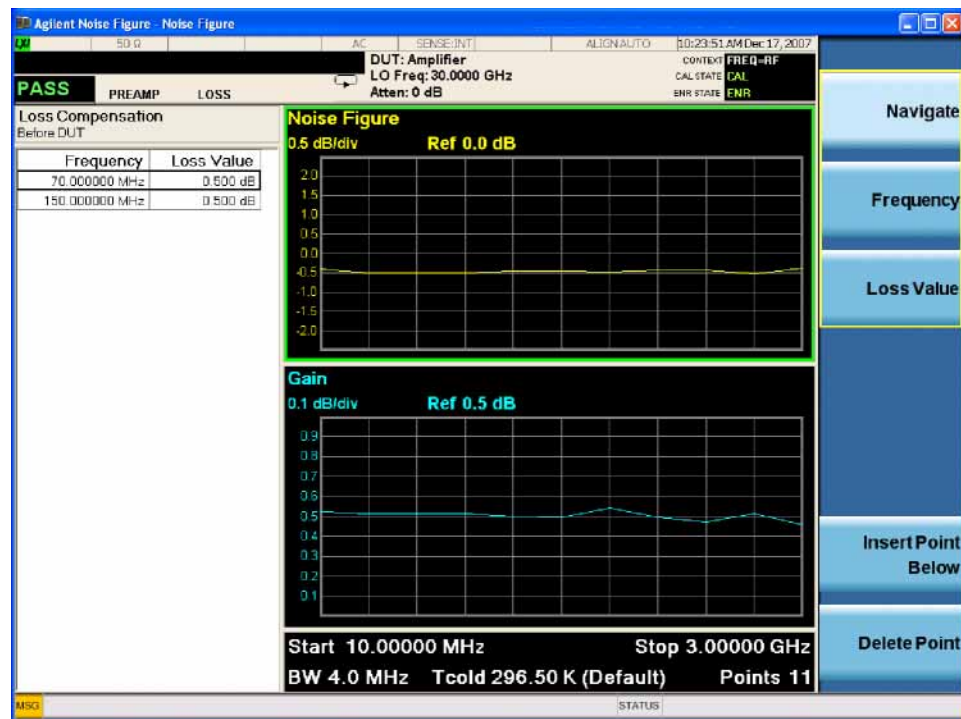 Agilent Noise Figure - Noise Figure
LXI 50 Ω AC SENSE:INT ALIGNAUTO 10:23:51 AM Dec 17, 2007
DUT: Amplifier
LO Freq: 30.0000 GHz
Atten: 0 dB
CONTEXT FREQ=RF
CAL STATE CAL
ENR STATE ENR
PASS PREAMP LOSS
Loss Compensation
Before DUT
Frequency Loss Value
70.000000 MHz 0.500 dB
150.000000 MHz 0.500 dB
Noise Figure
0.5 dB/div Ref 0.0 dB
2.0
1.5
1.0
0.5
0.0
-0.5
-1.0
-1.5
-2.0
Gain
0.1 dB/div Ref 0.5 dB
0.9
0.8
0.7
0.6
0.5
0.4
0.3
0.2
0.1
Start 10.00000 MHz Stop 3.00000 GHz
BW 4.0 MHz Tcold 296.50 K (Default) Points 11
Navigate
Frequency
Loss Value
Insert Point
Below
Delete Point
MSG STATUS